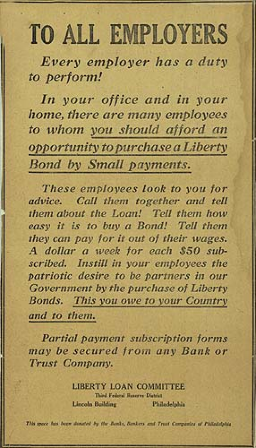 TO ALL EMPLOYERS
Every employer has a duty
to perform!
In your office and in your
home, there are many employees
to whom you should afford an
opportunity to purchase a Liberty
Bond by Small payments.
These employees look to you for
advice. Call them together and tell
them about the Loan! Tell them how
easy it is to buy a Bond! Tell them
they can pay for it out of their wages.
A dollar a week for each $50 sub-
scribed. Instill in your employees the
patriotic desire to be partners in our
Government by the purchase of Liberty
Bonds. This you owe to your Country
and to them.
Partial payment subscription forms
may be secured from any Bank or
Trust Company.
LIBERTY LOAN COMMITTEE
Third Federal Reserve District
Lincoln Building Philadelphia
This space has been donated by the Banks, Bankers and Trust Companies of Philadelphia